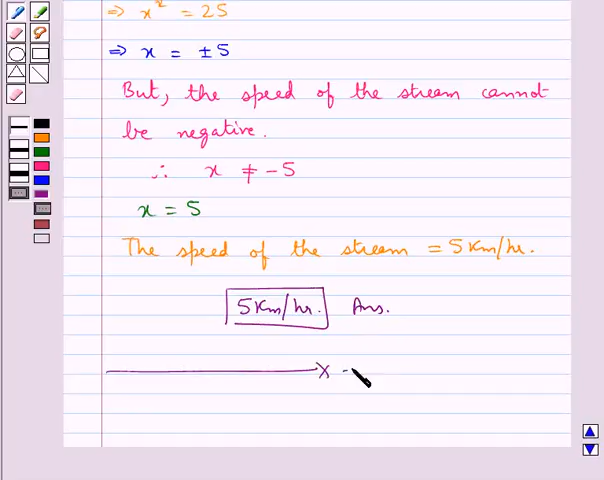 ⇒ x² = 25
⇒ x = ±5
But, the speed of the stream cannot
be negative.
∴ x ≠ -5
x = 5
The speed of the stream = 5 Km/hr.
5 Km/hr. Ans.